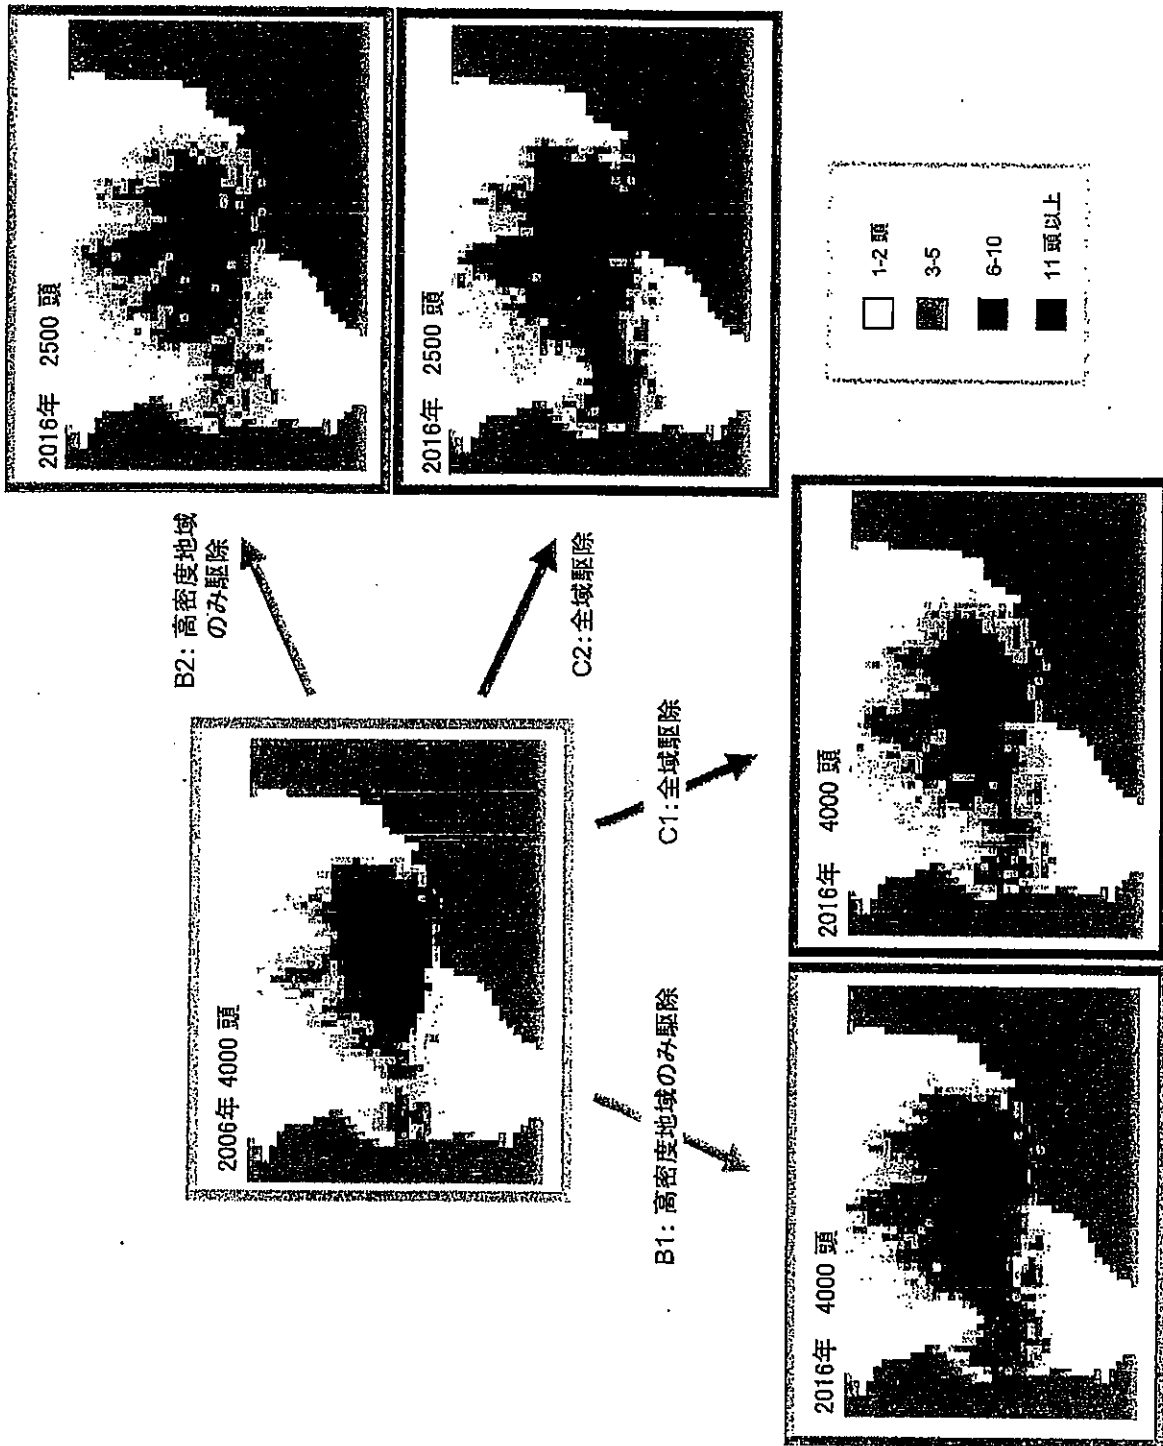 2006年 4000 頭
B1: 高密度地域のみ駆除
2016年 4000 頭
C1:全域駆除
2016年 4000 頭
B2: 高密度地域
のみ駆除
2016年 2500 頭
C2:全域駆除
2016年 2500 頭
1-2 頭
3-5
6-10
11 頭以上